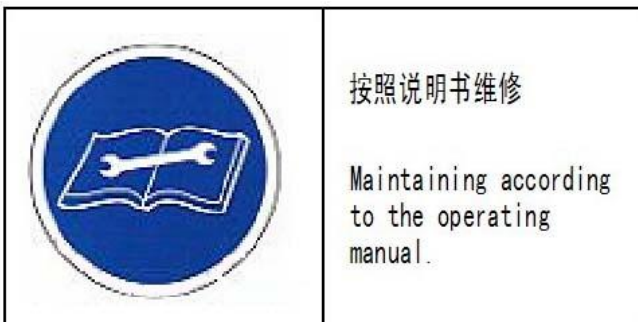 按照说明书维修
Maintaining according
to the operating
manual.